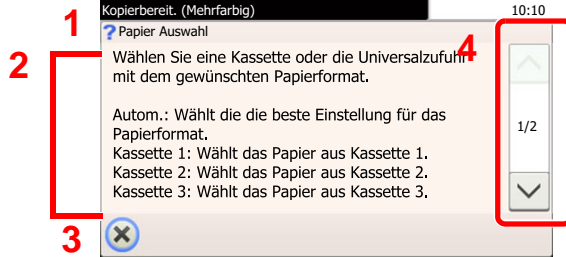 Kopierbereit. (Mehrfarbig)
10:10
1
? Papier Auswahl
2
Wählen Sie eine Kassette oder die Universalzufuhr
4
mit dem gewünschten Papierformat.
Autom.: Wählt die die beste Einstellung für das
Papierformat.
1/2
Kassette 1: Wählt das Papier aus Kassette 1.
Kassette 2: Wählt das Papier aus Kassette 2.
Kassette 3: Wählt das Papier aus Kassette 3.
3